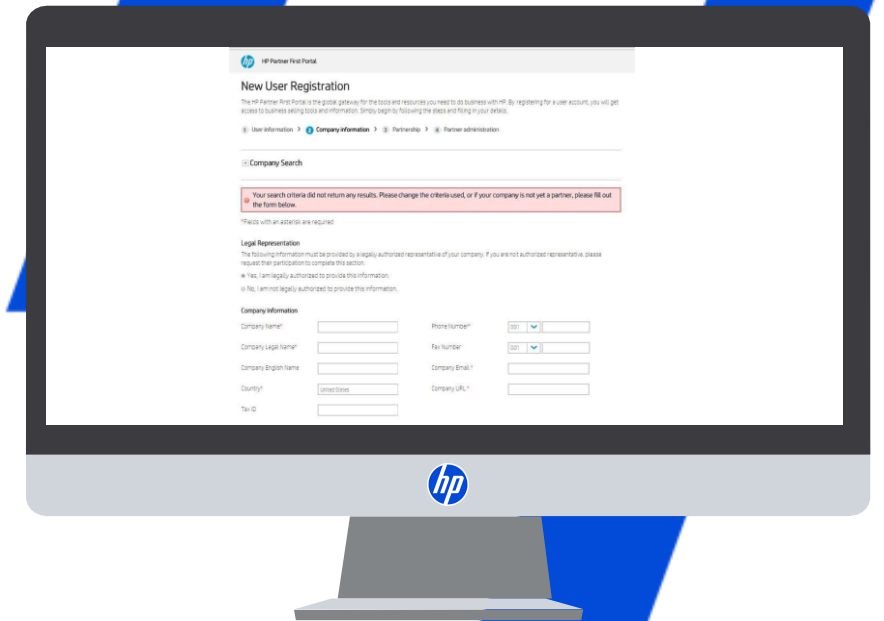 hp HP Partner First Portal
New User Registration
The HP Partner First Portal is the global gateway for the tools and resources you need to do business with HP. By registering for a user account, you will get
access to business selling tools and information. Simply begin by following the steps and filling in your details.
1 User information > 2 Company information > 3 Partnership > 4 Partner administration
Company Search
Your search criteria did not return any results. Please change the criteria used, or if your company is not yet a partner, please fill out
the form below.
*Fields with an asterisk are required
Legal Representation
The following information must be provided by a legally authorized representative of your company. If you are not authorized representative, please
request their participation to complete this section.
Yes, I am legally authorized to provide this information.
No, I am not legally authorized to provide this information.
Company Information
Company Name* Phone Number* 001
Company Legal Name* Fax Number 001
Company English Name Company Email *
Country* United States Company URL *
Tax ID
hp